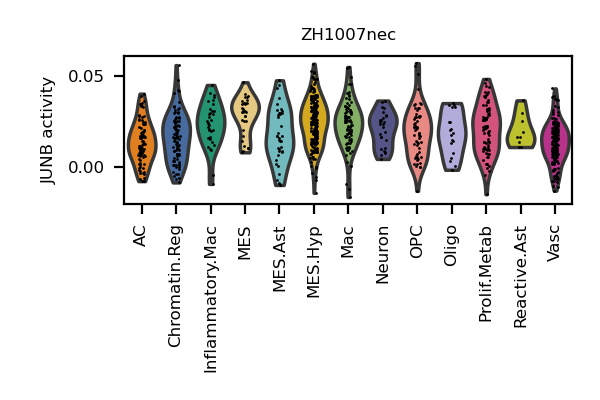 ZH1007nec
JUNB activity
0.05
0.00
AC
Chromatin.Reg
Inflammatory.Mac
MES
MES.Ast
MES.Hyp
Mac
Neuron
OPC
Oligo
Prolif.Metab
Reactive.Ast
Vasc